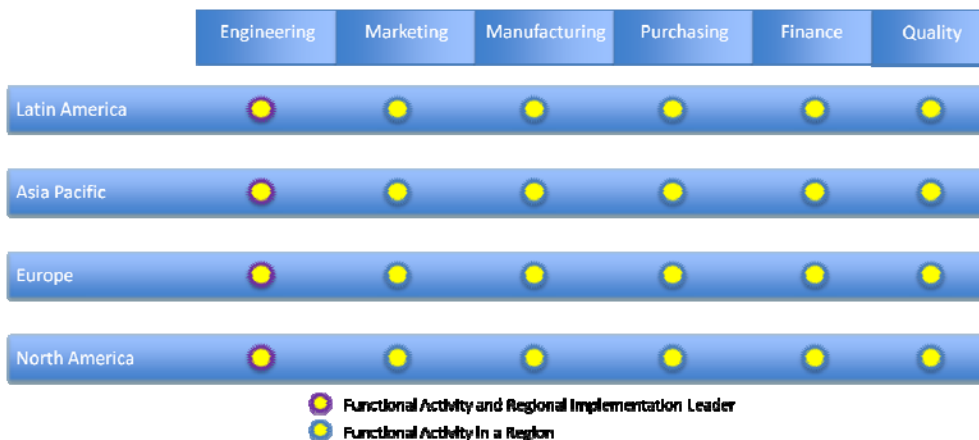 Engineering Marketing Manufacturing Purchasing Finance Quality
Latin America
Asia Pacific
Europe
North America
Functional Activity and Regional Implementation Leader
Functional Activity in a Region